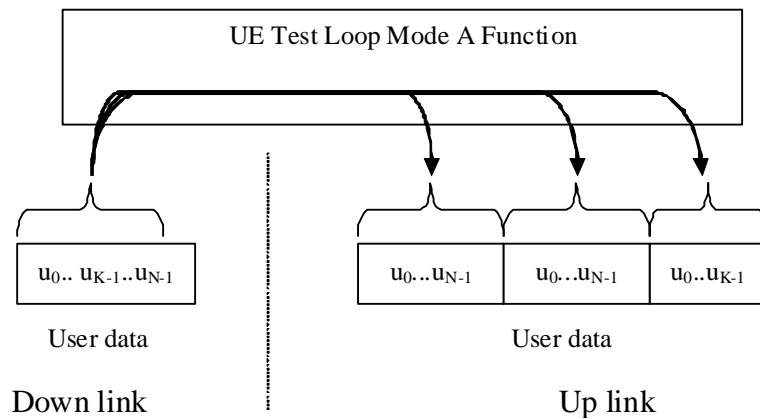 UE Test Loop Mode A Function
u0.. uK-1..uN-1
u0...uN-1
u0...uN-1
u0..uK-1
User data
User data
Down link
Up link